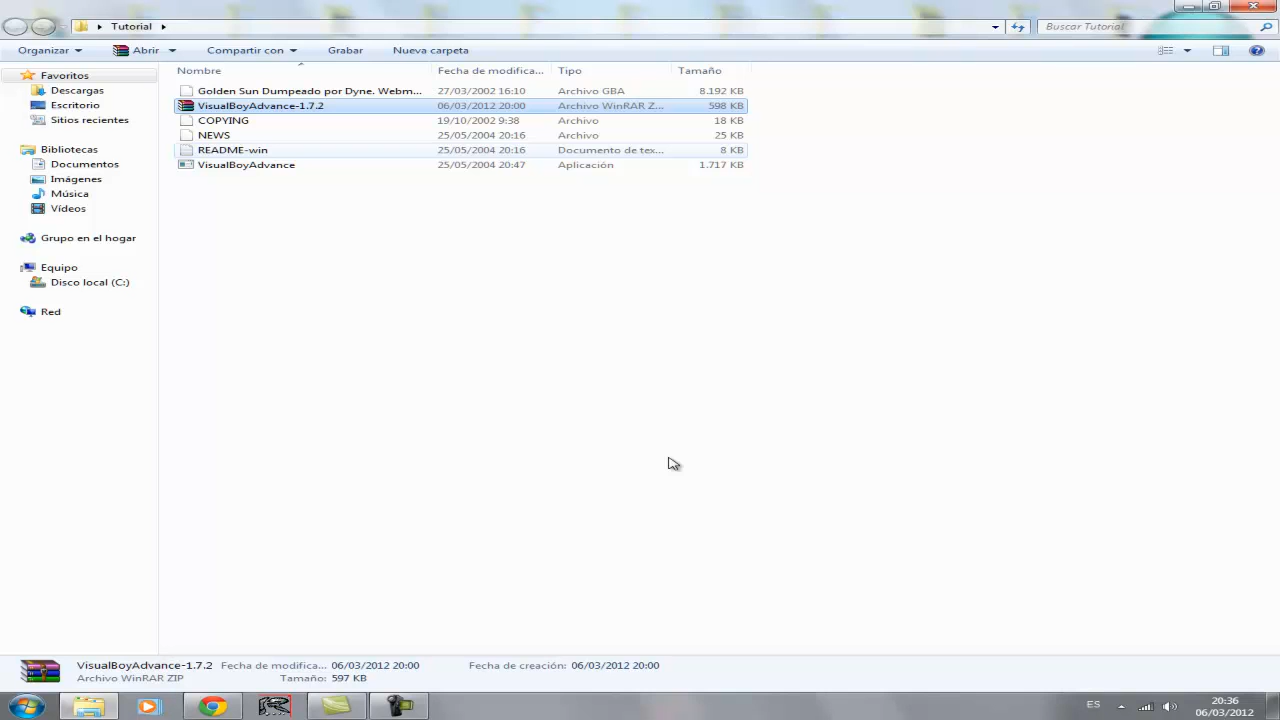 Tutorial
Buscar Tutorial
Organizar Abrir Compartir con Grabar Nueva carpeta
Favoritos
Descargas
Escritorio
Sitios recientes
Bibliotecas
Documentos
Imágenes
Música
Vídeos
Grupo en el hogar
Equipo
Disco local (C:)
Red
Nombre Fecha de modifica... Tipo Tamaño
Golden Sun Dumpeado por Dyne. Webm... 27/03/2002 16:10 Archivo GBA 8.192 KB
VisualBoyAdvance-1.7.2 06/03/2012 20:00 Archivo WinRAR Z... 598 KB
COPYING 19/10/2002 9:38 Archivo 18 KB
NEWS 25/05/2004 20:16 Archivo 25 KB
README-win 25/05/2004 20:16 Documento de tex... 8 KB
VisualBoyAdvance 25/05/2004 20:47 Aplicación 1.717 KB
VisualBoyAdvance-1.7.2 Fecha de modifica... 06/03/2012 20:00 Fecha de creación: 06/03/2012 20:00
Archivo WinRAR ZIP Tamaño: 597 KB
ES
20:36
06/03/2012